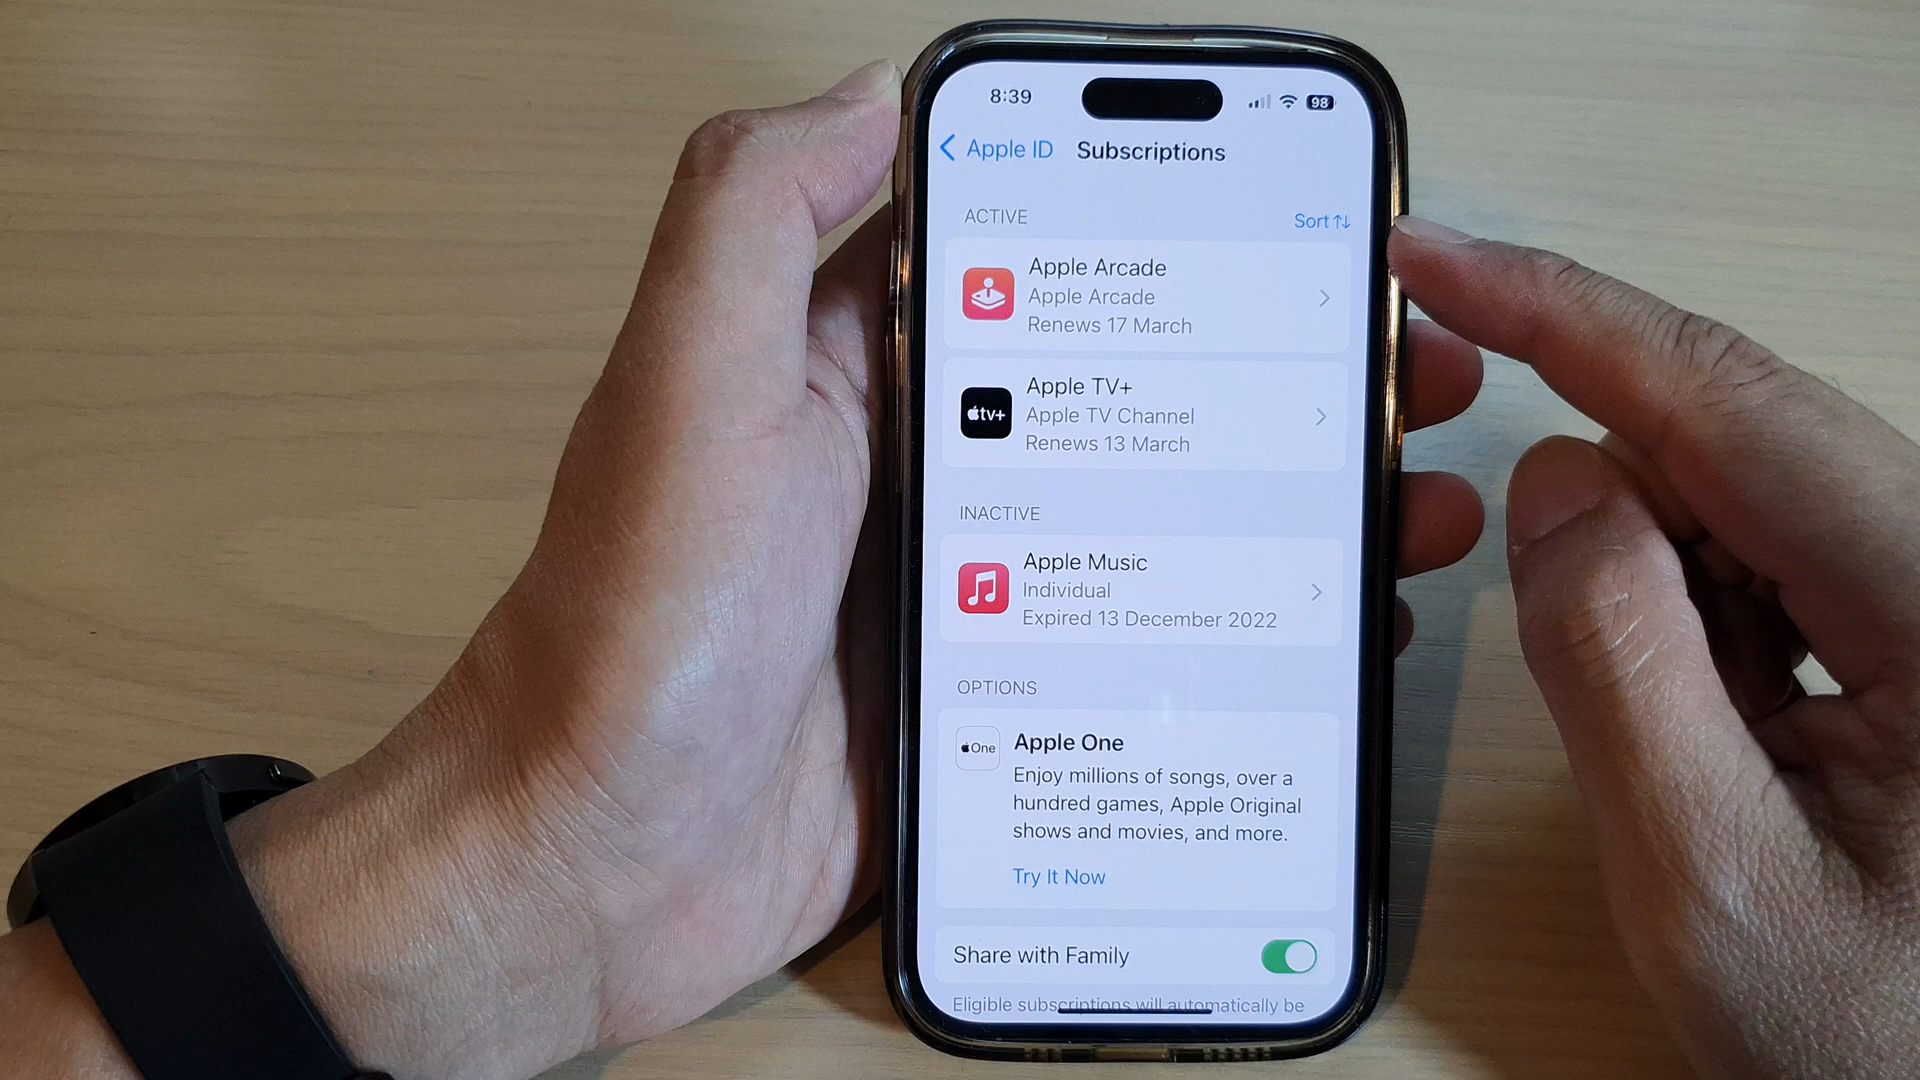 8:39
98
Apple ID
Subscriptions
ACTIVE
Sort
Apple Arcade
Apple Arcade
Renews 17 March
tv+
Apple TV+
Apple TV Channel
Renews 13 March
INACTIVE
Apple Music
Individual
Expired 13 December 2022
OPTIONS
One
Apple One
Enjoy millions of songs, over a
hundred games, Apple Original
shows and movies, and more.
Try It Now
Share with Family
Eligible subscriptions will automatically be